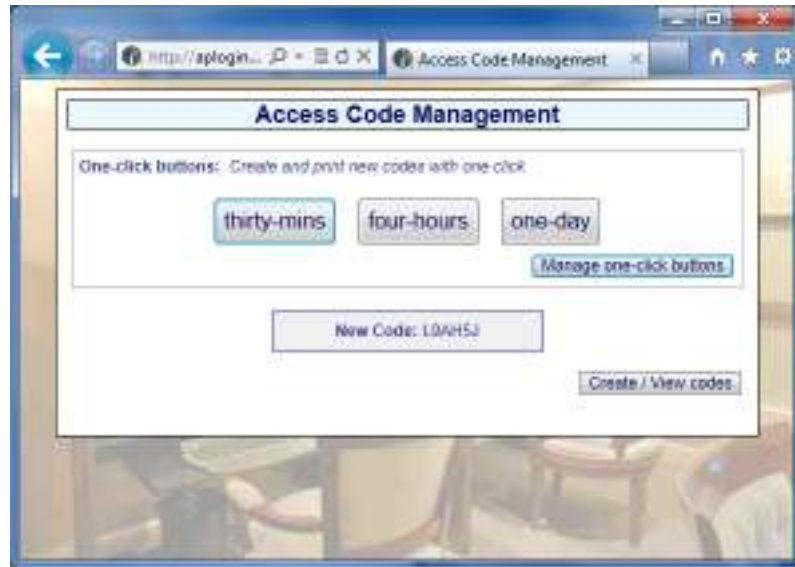 http://aplogin...
Access Code Management
Access Code Management
One-click buttons: Create and print new codes with one click
thirty-mins four-hours one-day
Manage one-click buttons
New Code:
Create / View codes